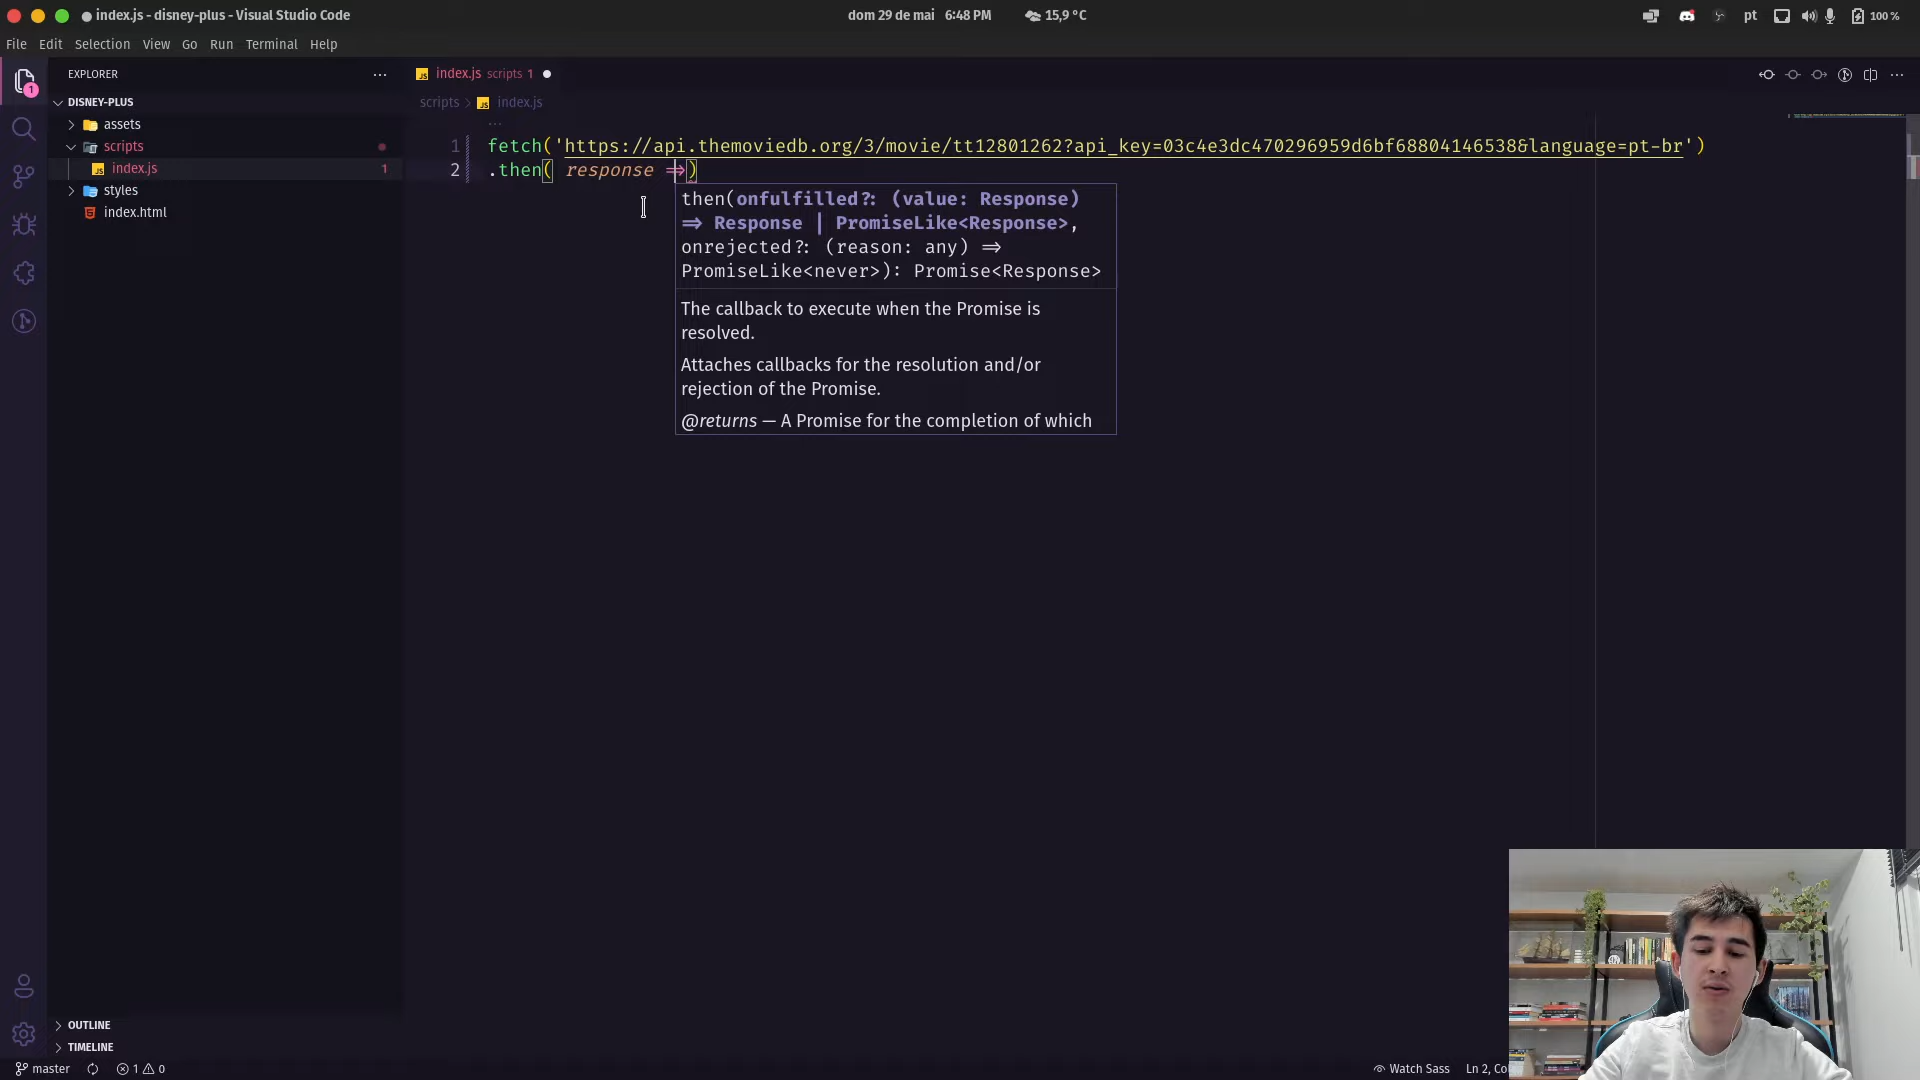 index.js - disney-plus - Visual Studio Code
dom 29 de mai 6:48 PM
15,9 °C
pt
100 %
File Edit Selection View Go Run Terminal Help
EXPLORER
index.js scripts 1
1
DISNEY-PLUS
scripts > index.js
assets
scripts
index.js 1
styles
index.html
1 fetch('https://api.themoviedb.org/3/movie/tt12801262?api_key=03c4e3dc470296959d6bf68804146538&language=pt-br')
2 .then( response =>)
then(onfulfilled?: (value: Response)
=> Response | PromiseLike<Response>,
onrejected?: (reason: any) =>
PromiseLike<never>): Promise<Response>
The callback to execute when the Promise is
resolved.
Attaches callbacks for the resolution and/or
rejection of the Promise.
@returns — A Promise for the completion of which
OUTLINE
TIMELINE
master
1 0
Watch Sass
Ln 2,